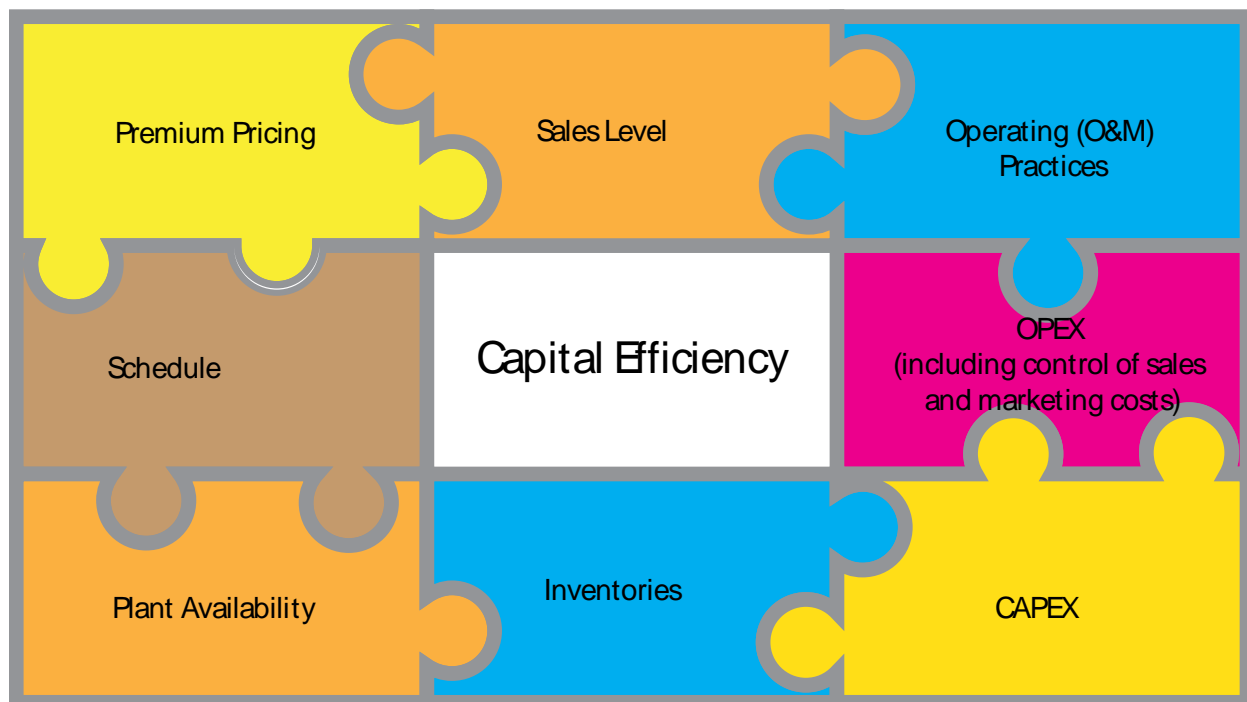 Premium Pricing
Sales Level
Operating (O&M)
Practices
Schedule
Capital Efficiency
OPEX
(including control of sales
and marketing costs)
Plant Availability
Inventories
CAPEX